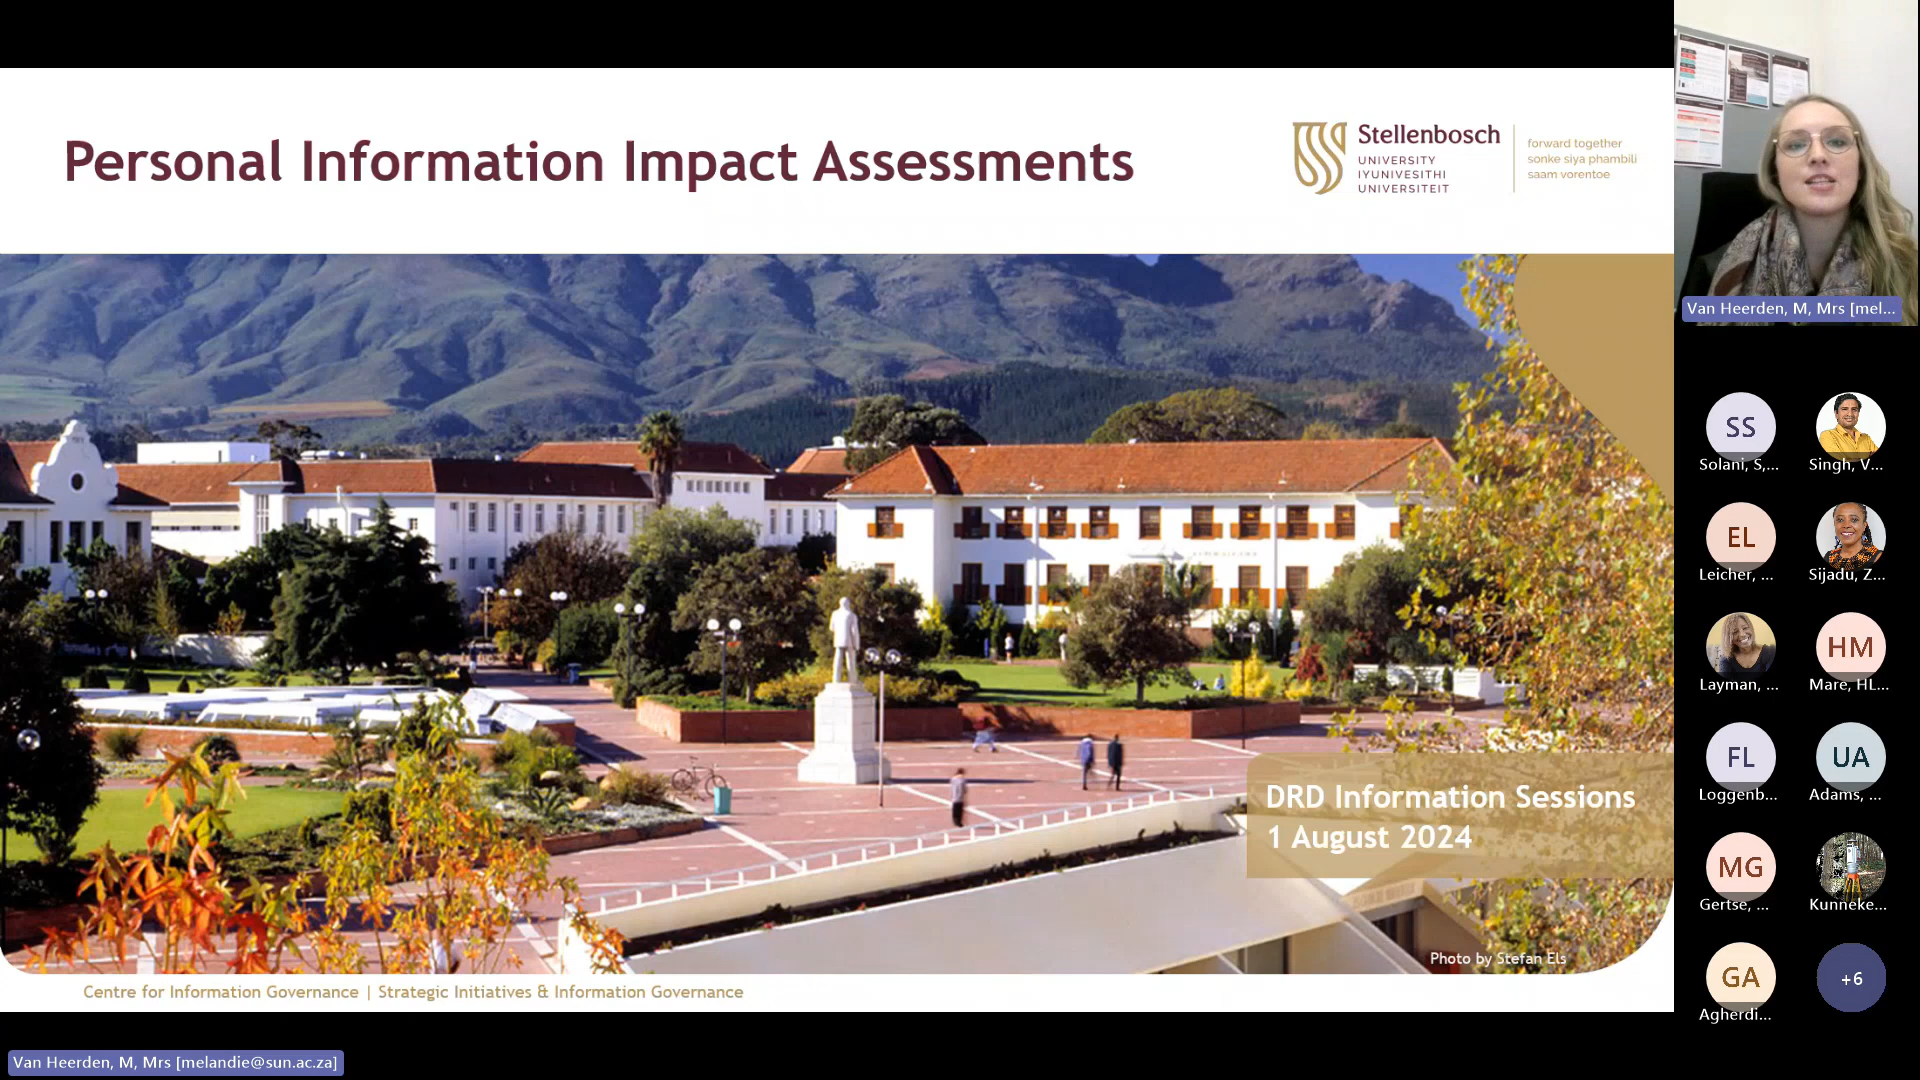 Personal Information Impact Assessments
Stellenbosch
UNIVERSITY
IYUNIVESITHI
UNIVERSITEIT
forward together
sonke siya phambili
saam vorentoe
DRD Information Sessions
1 August 2024
Photo by Stefan Els
Centre for Information Governance | Strategic Initiatives & Information Governance
Van Heerden, M, Mrs [melandie@sun.ac.za]
Van Heerden, M, Mrs [mel...
SS
Solani, S,...
Singh, V...
EL
Leicher, ...
Sijadu, Z...
Layman, ...
HM
Mare, HL...
FL
Loggenb...
UA
Adams, ...
MG
Gertse, ...
Kunneke...
GA
Agherdi...
+6